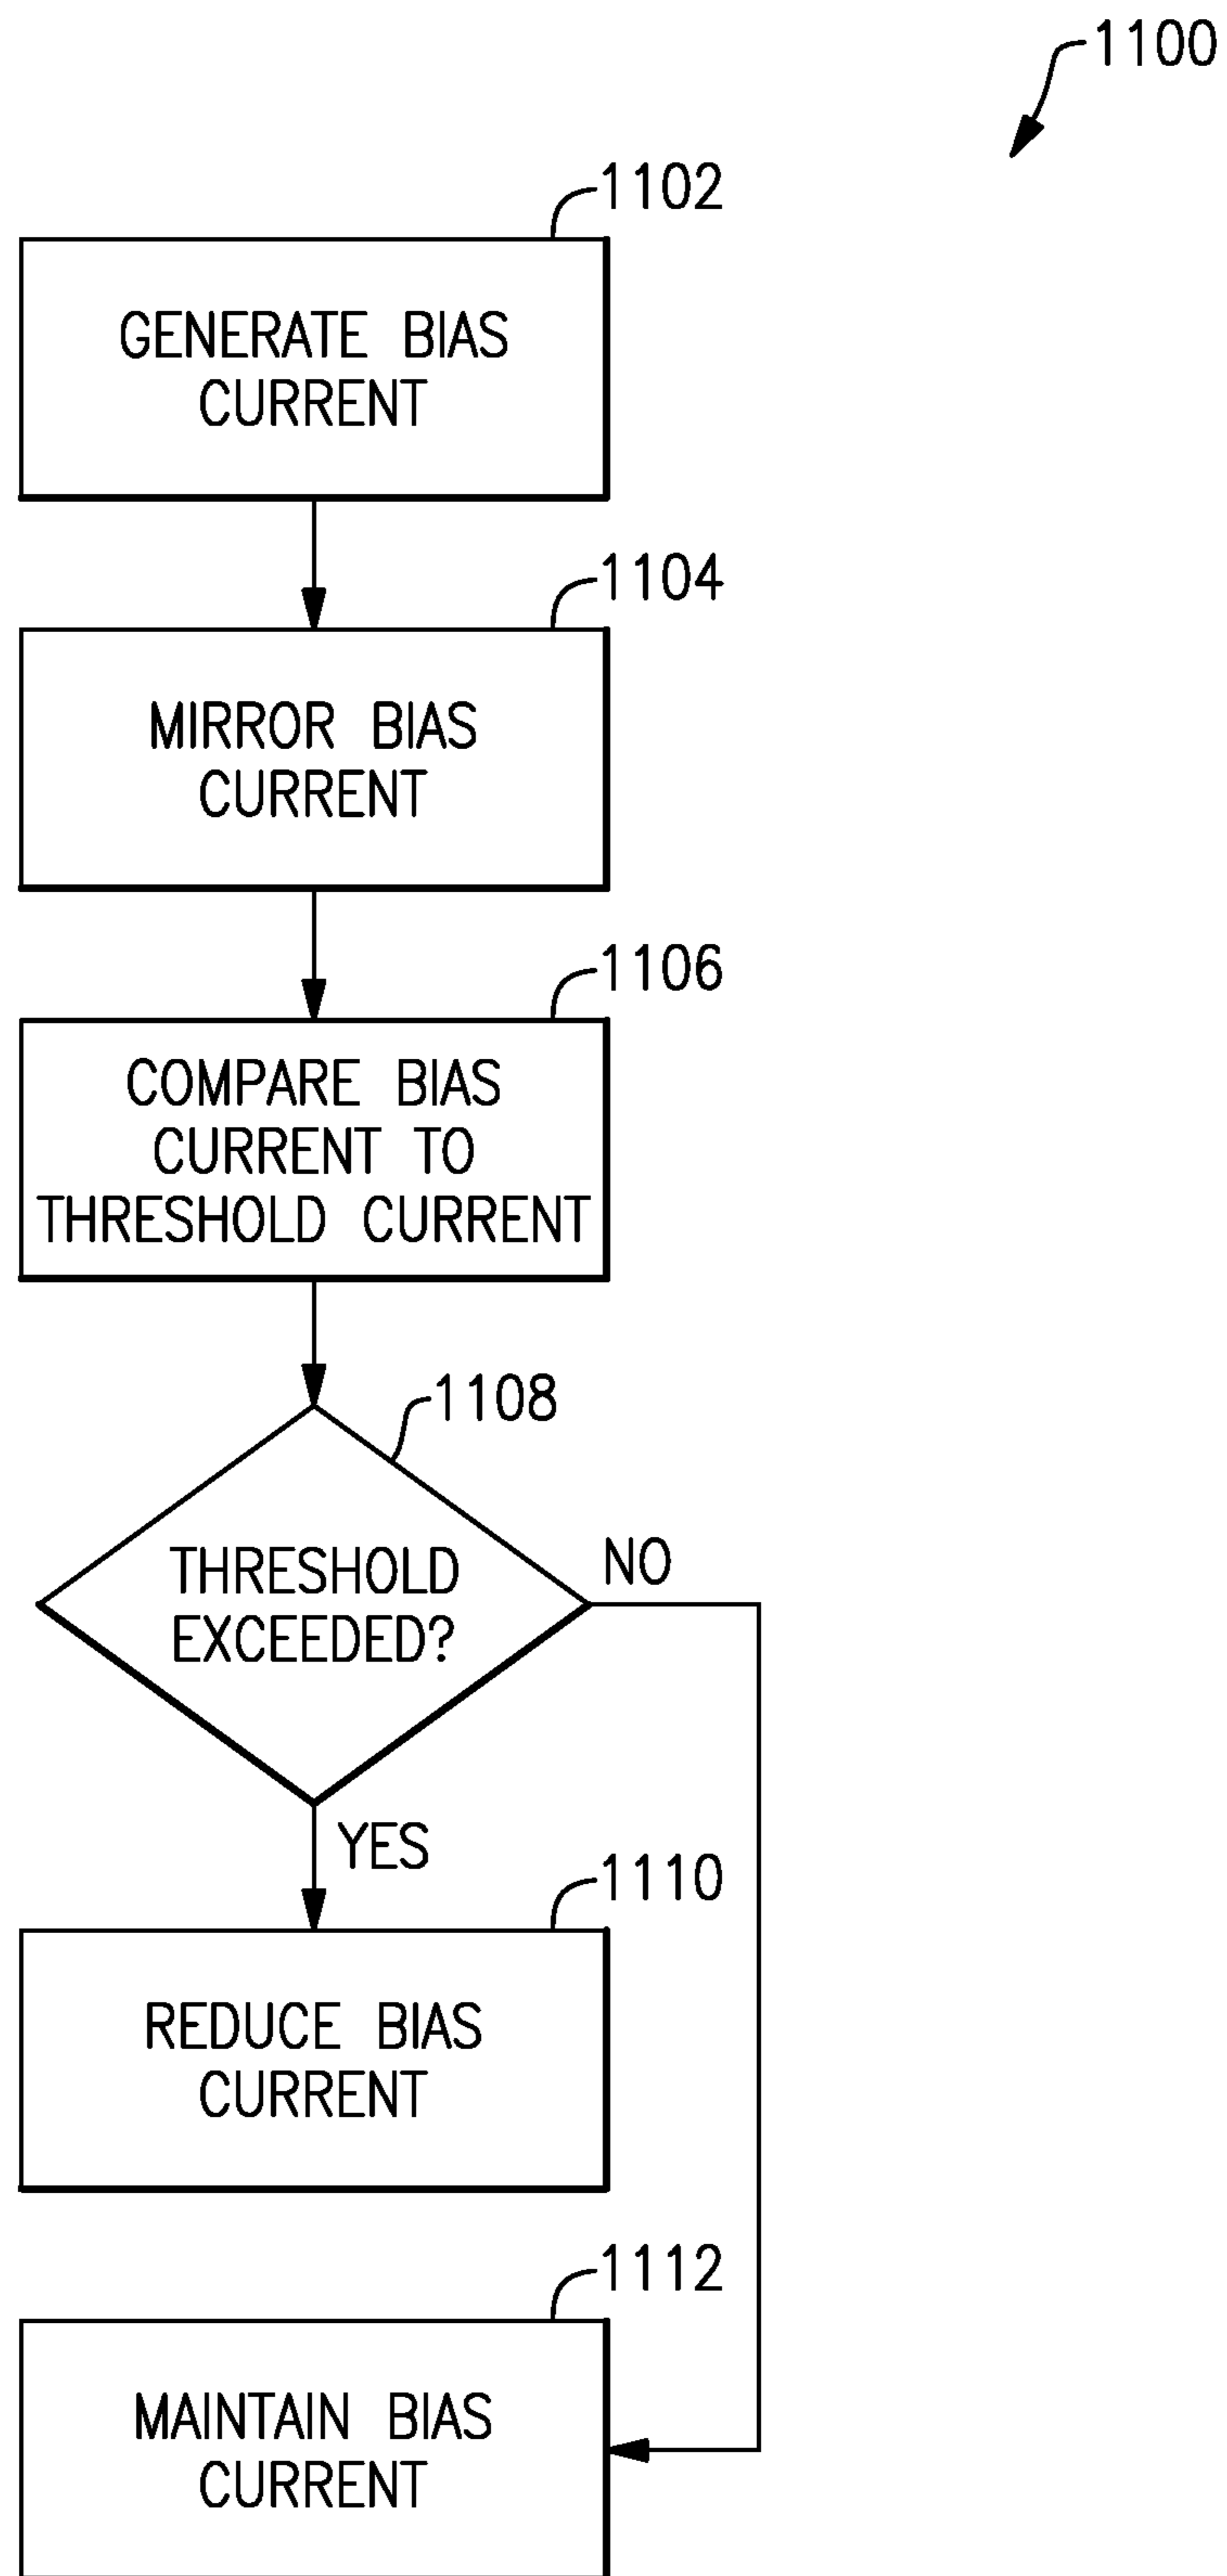 1100
1102
GENERATE BIAS
CURRENT
1104
MIRROR BIAS
CURRENT
1106
COMPARE BIAS
CURRENT TO
THRESHOLD CURRENT
1108
THRESHOLD
EXCEEDED?
NO
YES
1110
REDUCE BIAS
CURRENT
1112
MAINTAIN BIAS
CURRENT